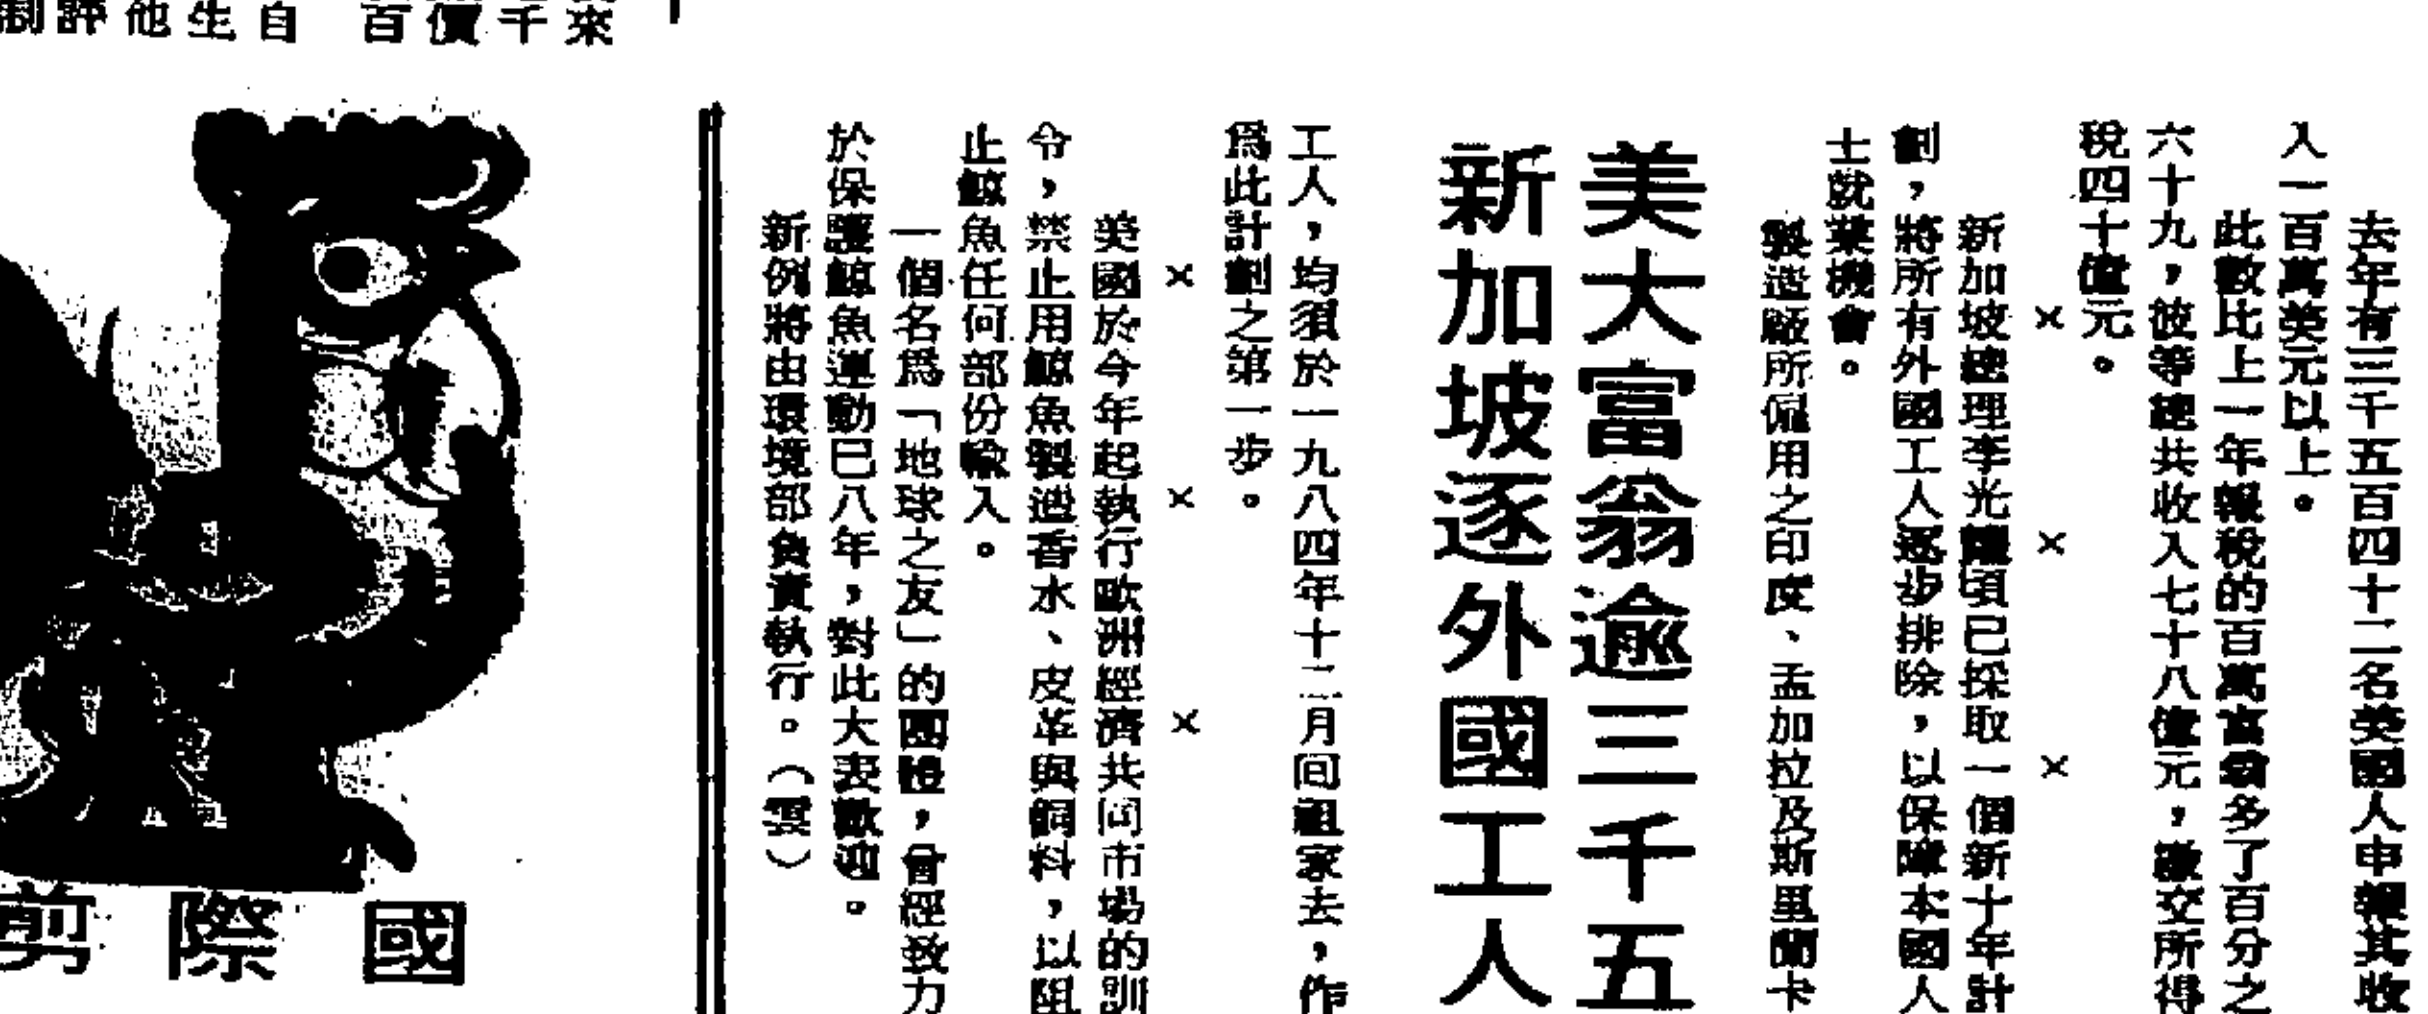 來
千
價
百
自
生
他
評
制
去年有三千五百四十二名美國人申報其收
入一百萬美元以上。
此數比上一年報稅的百萬富翁多了百分之
六十九,彼等總共收入七十八億元,繳交所得
稅四十億元。
× × ×
新加坡總理李光耀頃已採取一個新十年計
劃,將所有外國工人逐步排除,以保障本國人
士就業機會。
製造廠所僱用之印度、孟加拉及斯里蘭卡
美大富翁逾三千五
新加坡逐外國工人
工人,均須於一九八四年十二月间祖家去,作
爲此計劃之第一步。
× × ×
美國於今年起執行歐洲經濟共同市場的訓
令,禁止用鯨魚製造香水、皮革與飼料,以阻
止鯨魚任何部份輸入。
一個名爲「地球之友」的團體,曾經致力
於保護鯨魚運動已八年,對此大表歡迎。
新例將由環境部負責執行。(雲)
國際剪